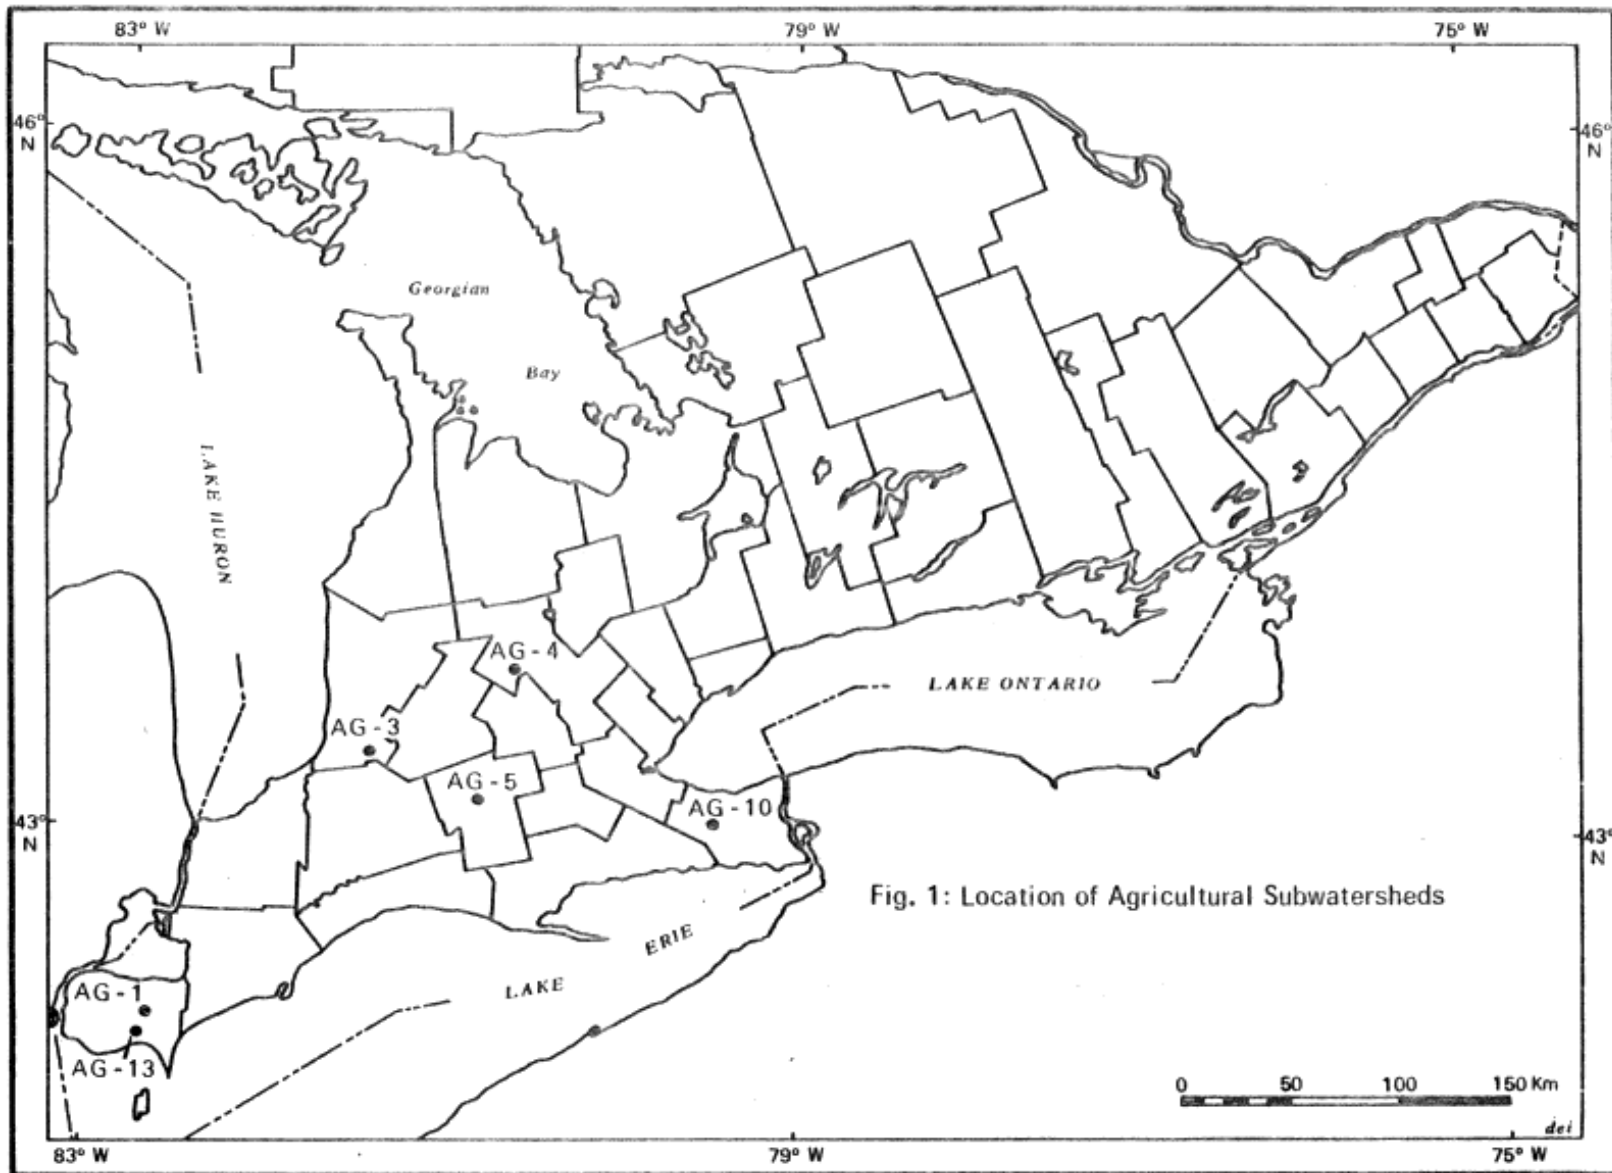 83° W
79° W
75° W
46°
N
46°
N
Georgian
Bay
LAKE HURON
AG-4
LAKE ONTARIO
AG-3
AG-5
AG-10
43°
N
43°
N
Fig. 1: Location of Agricultural Subwatersheds
LAKE ERIE
AG-1
AG-13
0 50 100 150 Km
dei
83° W
79° W
75° W